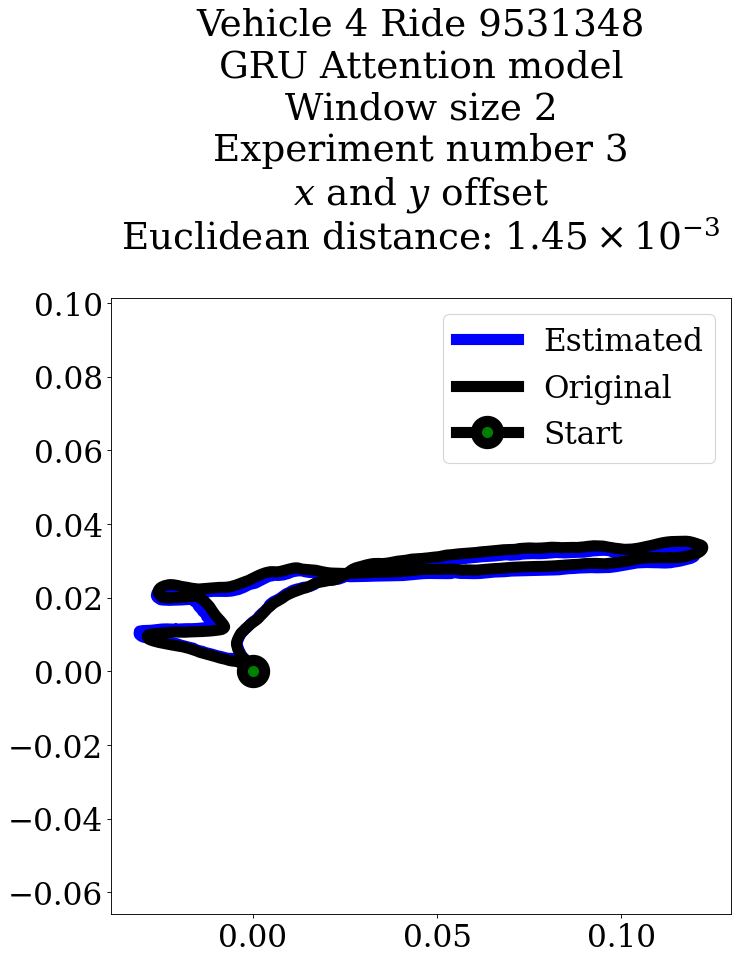 Vehicle 4 Ride 9531348
GRU Attention model
Window size 2
Experiment number 3
x and y offset
Euclidean distance: 1.45 × 10⁻³
Estimated
Original
Start
0.10
0.08
0.06
0.04
0.02
0.00
−0.02
−0.04
−0.06
0.00 0.05 0.10